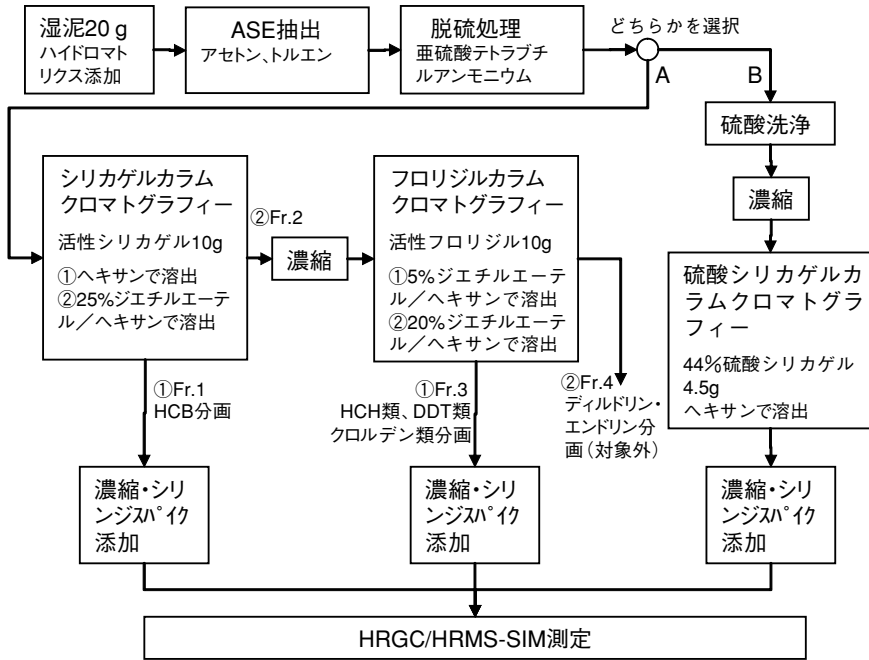 湿泥20 g
ハイドロマト
リクス添加
ASE抽出
アセトン、トルエン
脱硫処理
亜硫酸テトラブチ
ルアンモニウム
どちらかを選択
A
B
硫酸洗浄
濃縮
硫酸シリカゲルカ
ラムクロマトグラ
フィー
44%硫酸シリカゲル
4.5g
ヘキサンで溶出
シリカゲルカラム
クロマトグラフィー
活性シリカゲル10g
①ヘキサンで溶出
②25%ジエチルエーテ
ル／ヘキサンで溶出
②Fr.2
濃縮
フロリジルカラム
クロマトグラフィー
活性フロリジル10g
①5%ジエチルエーテ
ル／ヘキサンで溶出
②20%ジエチルエーテ
ル／ヘキサンで溶出
①Fr.1
HCB分画
①Fr.3
HCH類、DDT類
クロルデン類分画
②Fr.4
ディルドリン・
エンドリン分
画（対象外）
濃縮・シリ
ンジｽﾊﾟｲｸ
添加
濃縮・シリ
ンジｽﾊﾟｲｸ
添加
濃縮・シリ
ンジｽﾊﾟｲｸ
添加
HRGC/HRMS-SIM測定